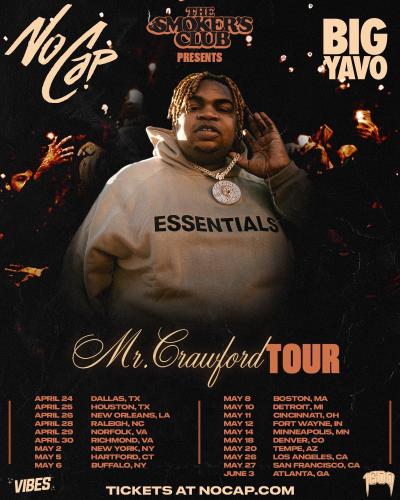 NoCap
THE
SMOKER'S
CLUB
PRESENTS
BIG
YAVO
ESSENTIALS
Mr. Crawford TOUR
APRIL 24 DALLAS, TX
APRIL 25 HOUSTON, TX
APRIL 26 NEW ORLEANS, LA
APRIL 28 RALEIGH, NC
APRIL 29 NORFOLK, VA
APRIL 30 RICHMOND, VA
MAY 2 NEW YORK, NY
MAY 5 HARTFORD, CT
MAY 6 BUFFALO, NY
MAY 8 BOSTON, MA
MAY 10 DETROIT, MI
MAY 11 CINCINNATI, OH
MAY 12 FORT WAYNE, IN
MAY 14 MINNEAPOLIS, MN
MAY 18 DENVER, CO
MAY 20 TEMPE, AZ
MAY 26 LOS ANGELES, CA
MAY 27 SAN FRANCISCO, CA
JUNE 3 ATLANTA, GA
VIBES
TICKETS AT NOCAP.COM